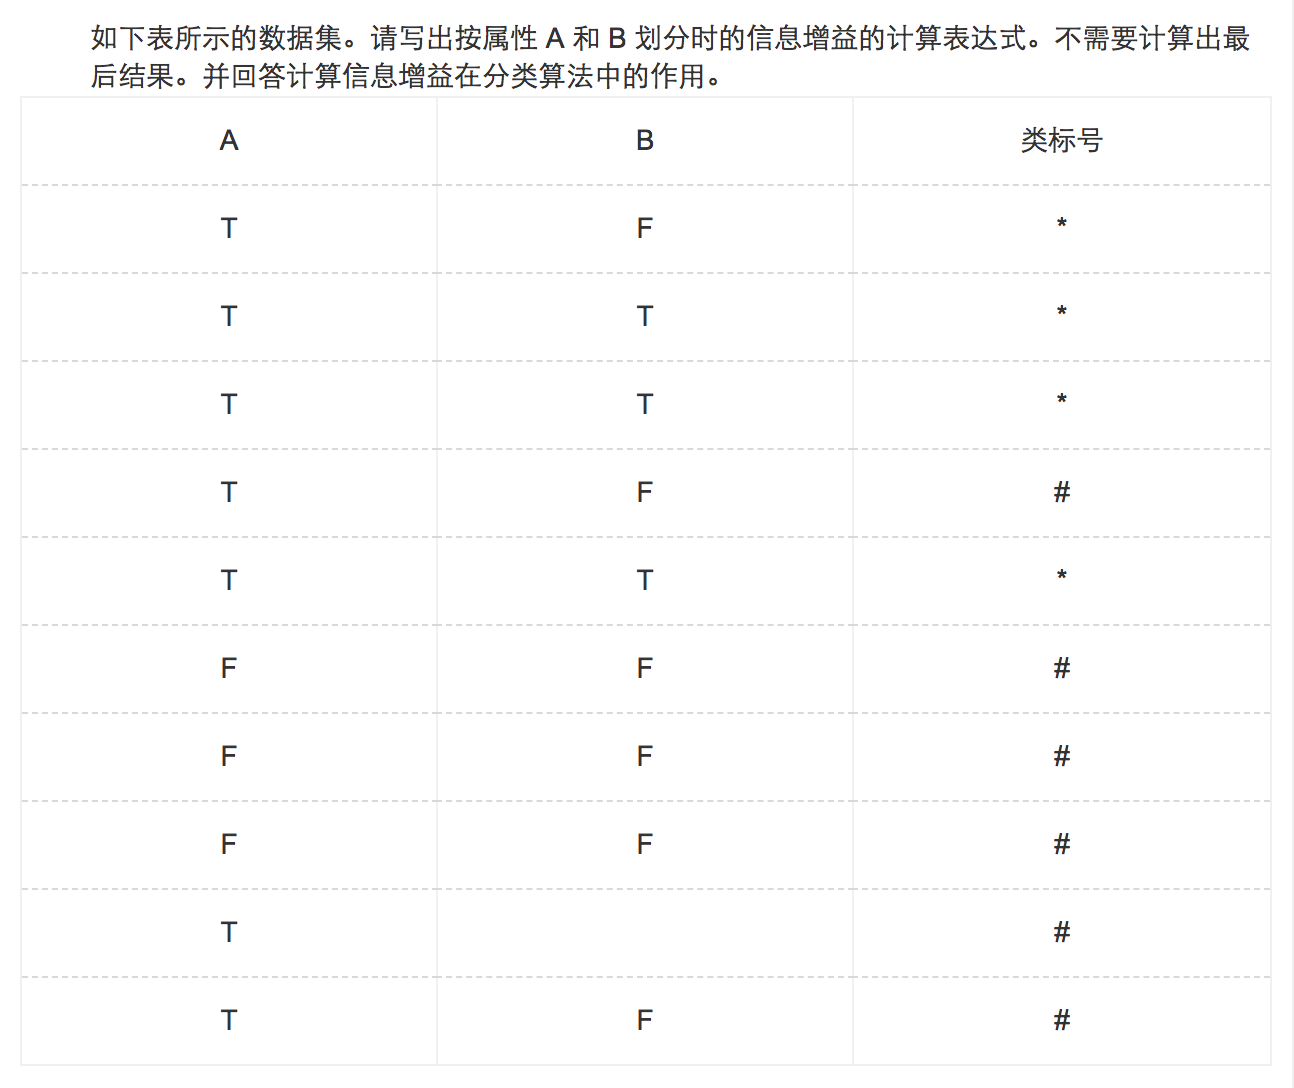 如下表所示的数据集。请写出按属性 A 和 B 划分时的信息增益的计算表达式。不需要计算出最
后结果。并回答计算信息增益在分类算法中的作用。
A B 类标号
T F *
T T *
T T *
T F #
T T *
F F #
F F #
F F #
T #
T F #